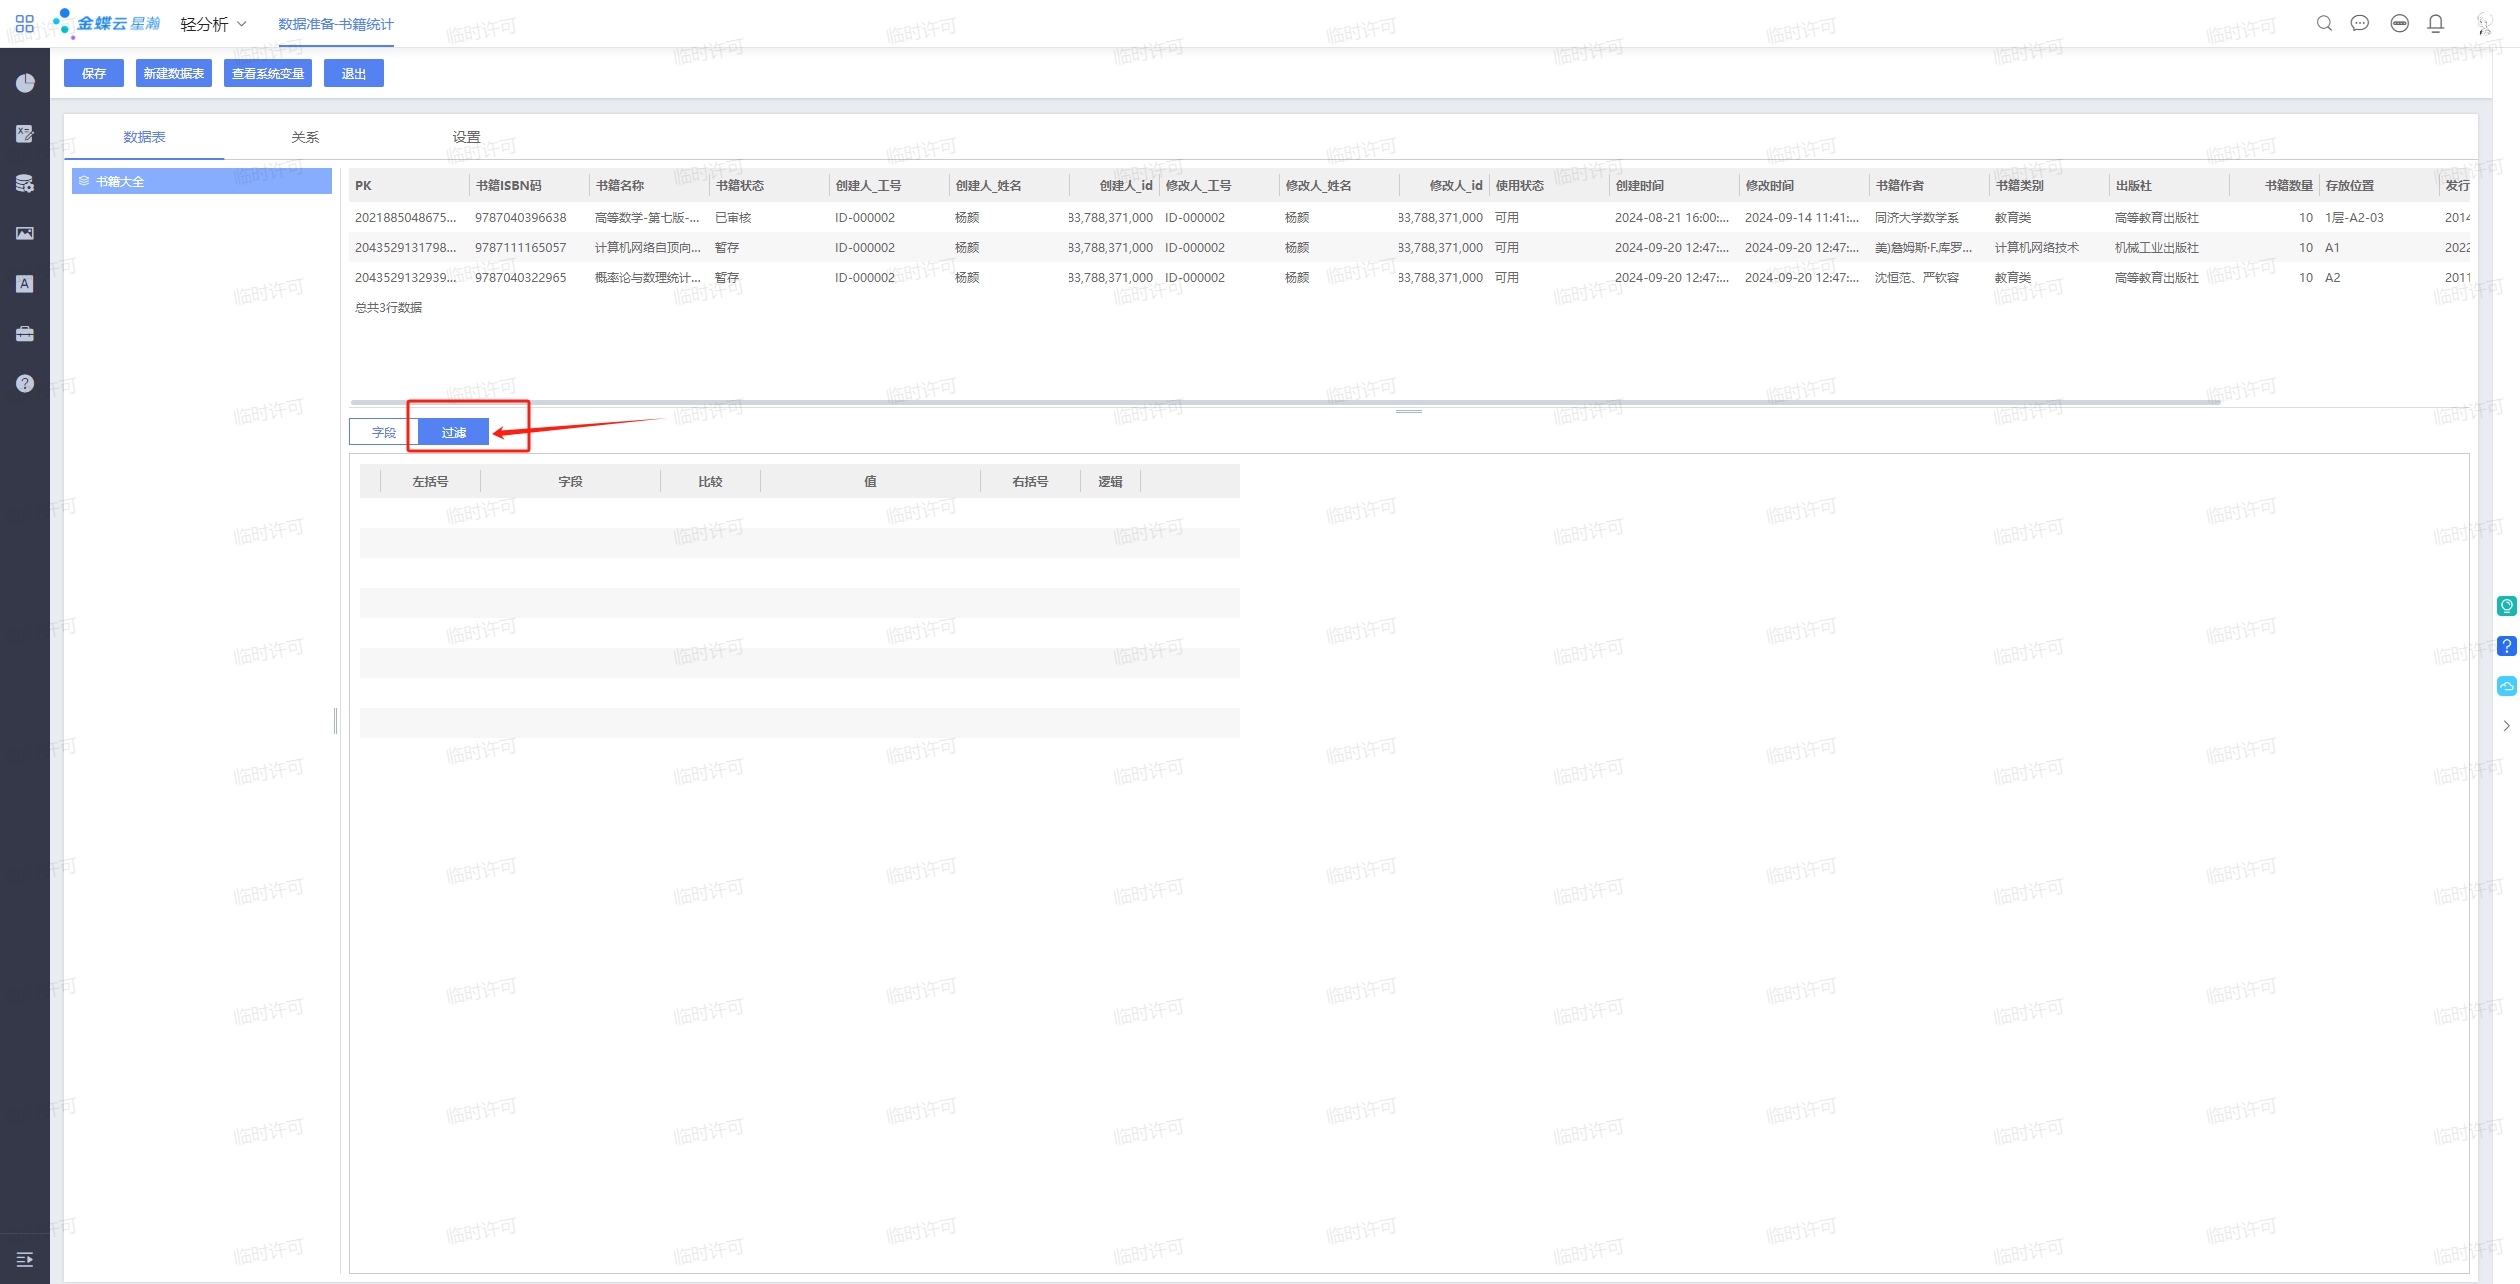 金蝶云星瀚 轻分析 数据准备-书籍统计
保存 新建数据表 查看系统变量 退出
数据表 关系 设置
书籍大全
PK 书籍ISBN码 书籍名称 书籍状态 创建人_工号 创建人_姓名 创建人_id 修改人_工号 修改人_姓名 修改人_id 使用状态 创建时间 修改时间 书籍作者 书籍类别 出版社 书籍数量 存放位置 发行
2021885048675... 9787040396638 高等数学-第七版-... 已审核 ID-000002 杨颜 83,788,371,000 ID-000002 杨颜 83,788,371,000 可用 2024-08-21 16:00:... 2024-09-14 11:41:... 同济大学数学系 教育类 高等教育出版社 10 1层-A2-03 2014
2043529131798... 9787111165057 计算机网络自顶向... 暂存 ID-000002 杨颜 83,788,371,000 ID-000002 杨颜 83,788,371,000 可用 2024-09-20 12:47:... 2024-09-20 12:47:... 美)詹姆斯·F.库罗... 计算机网络技术 机械工业出版社 10 A1 2022
2043529132939... 9787040322965 概率论与数理统计... 暂存 ID-000002 杨颜 83,788,371,000 ID-000002 杨颜 83,788,371,000 可用 2024-09-20 12:47:... 2024-09-20 12:47:... 沈恒范、严钦容 教育类 高等教育出版社 10 A2 2011
总共3行数据
字段 过滤
左括号 字段 比较 值 右括号 逻辑
临时许可